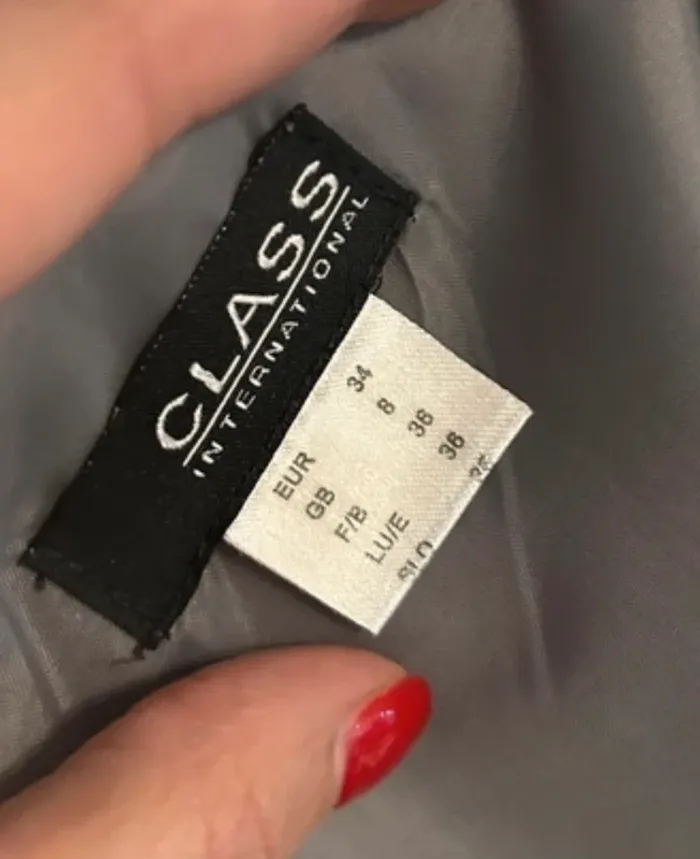 CLASS
INTERNATIONAL
EUR 34
GB 8
F/B 36
LU/E 36